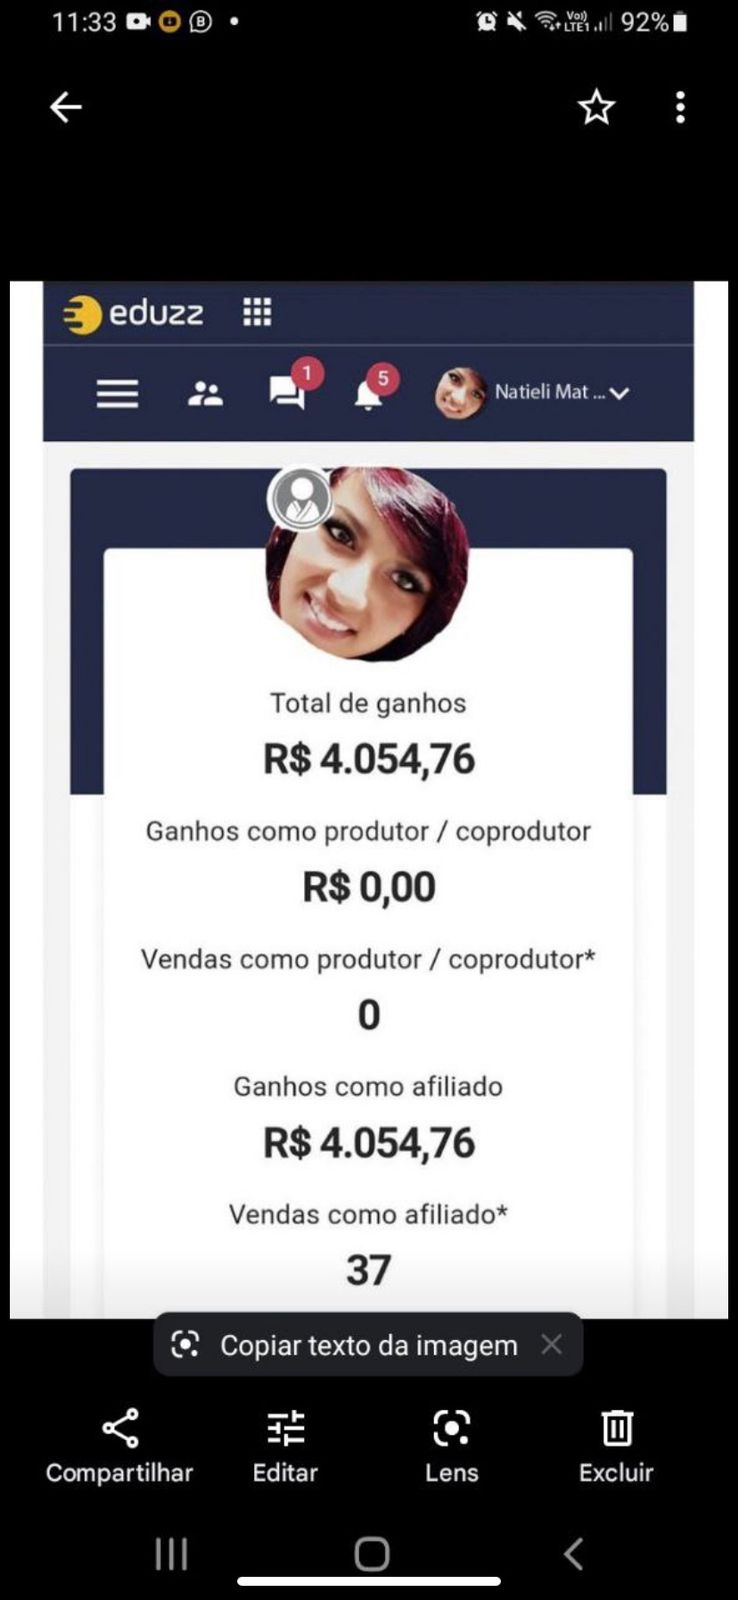 11:33
Vo)
LTE1
92%
eduzz
1
5
Natieli Mat ...
Total de ganhos
R$ 4.054,76
Ganhos como produtor / coprodutor
R$ 0,00
Vendas como produtor / coprodutor*
0
Ganhos como afiliado
R$ 4.054,76
Vendas como afiliado*
37
Copiar texto da imagem
Compartilhar Editar Lens Excluir